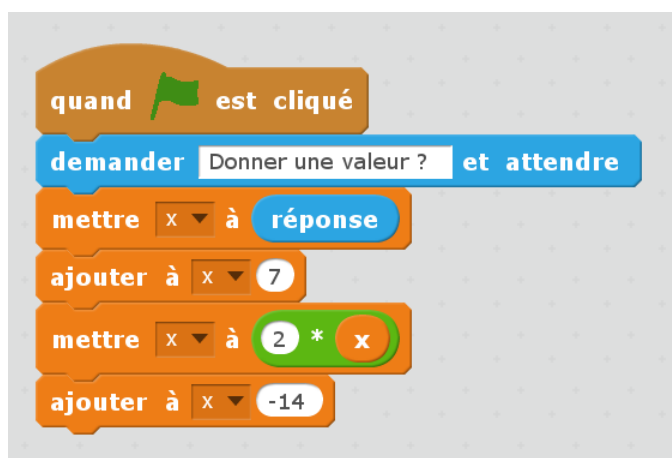 quand est cliqué
demander Donner une valeur ? et attendre
mettre x à réponse
ajouter à x 7
mettre x à 2 * x
ajouter à x -14